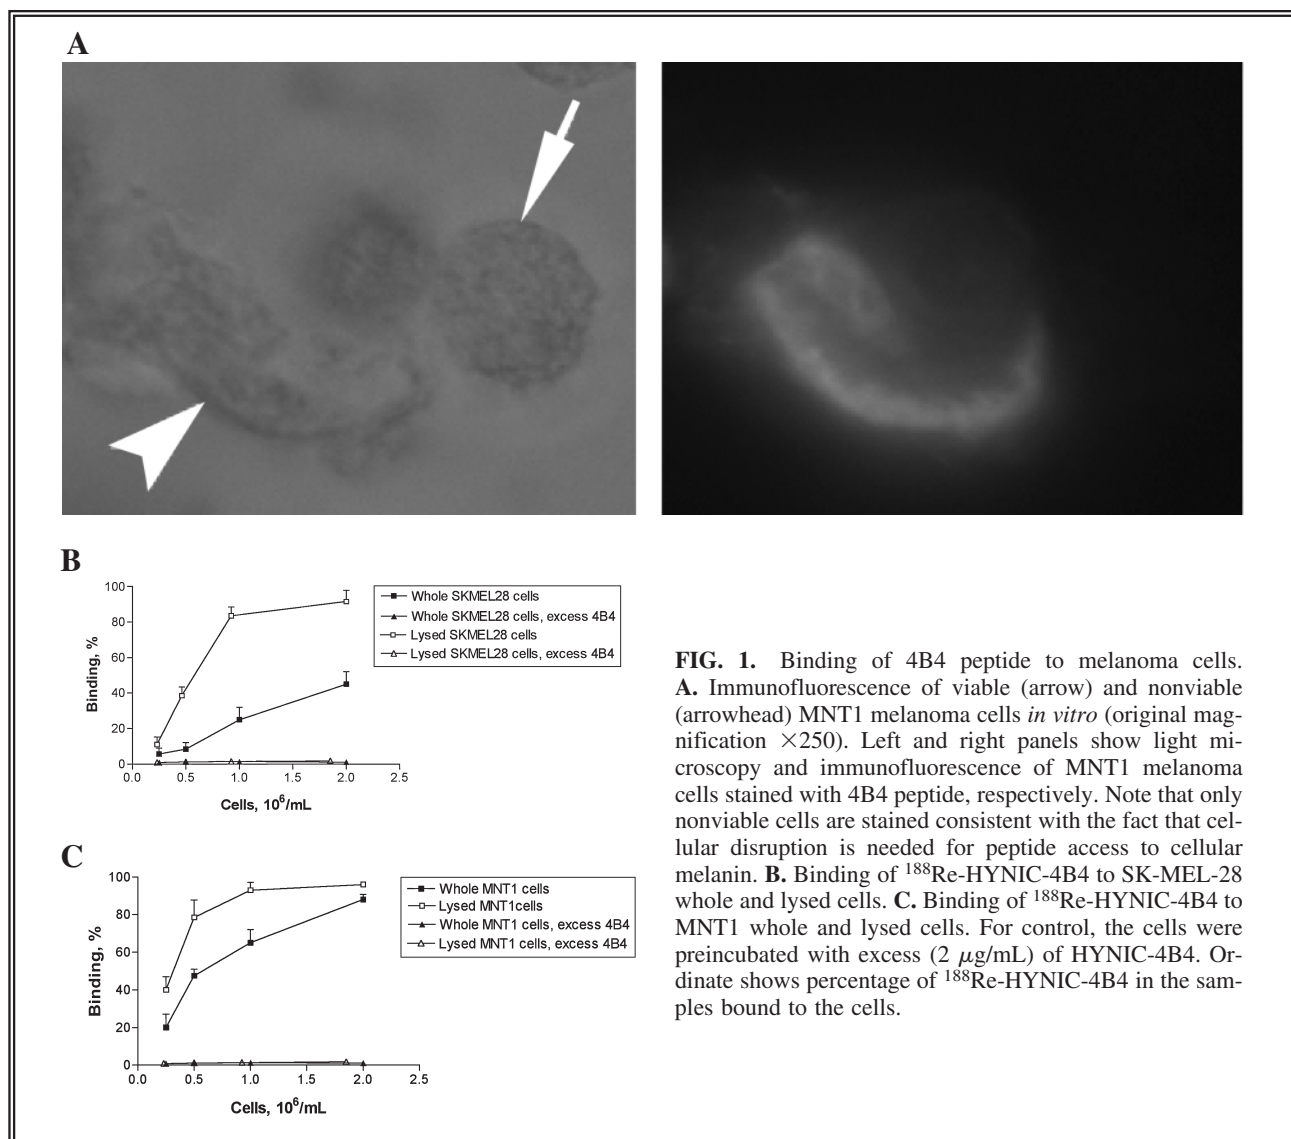 A
B
100
80
60
40
20
0
Binding, %
0.0 0.5 1.0 1.5 2.0 2.5
Cells, 10⁶/mL
Whole SKMEL28 cells
Whole SKMEL28 cells, excess 4B4
Lysed SKMEL28 cells
Lysed SKMEL28 cells, excess 4B4
C
100
80
60
40
20
0
Binding, %
0.0 0.5 1.0 1.5 2.0 2.5
Cells, 10⁶/mL
Whole MNT1 cells
Lysed MNT1cells
Whole MNT1 cells, excess 4B4
Lysed MNT1 cells, excess 4B4
FIG. 1. Binding of 4B4 peptide to melanoma cells.
A. Immunofluorescence of viable (arrow) and nonviable
(arrowhead) MNT1 melanoma cells in vitro (original mag-
nification ×250). Left and right panels show light mi-
croscopy and immunofluorescence of MNT1 melanoma
cells stained with 4B4 peptide, respectively. Note that only
nonviable cells are stained consistent with the fact that cel-
lular disruption is needed for peptide access to cellular
melanin. B. Binding of ¹⁸⁸Re-HYNIC-4B4 to SK-MEL-28
whole and lysed cells. C. Binding of ¹⁸⁸Re-HYNIC-4B4 to
MNT1 whole and lysed cells. For control, the cells were
preincubated with excess (2 μg/mL) of HYNIC-4B4. Or-
dinate shows percentage of ¹⁸⁸Re-HYNIC-4B4 in the sam-
ples bound to the cells.